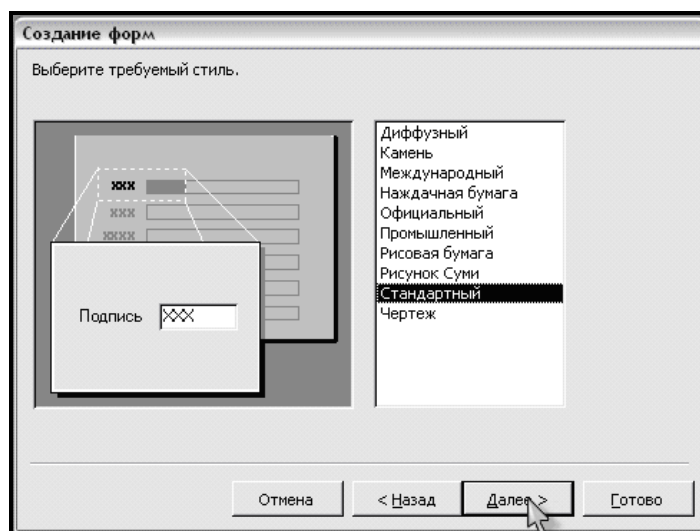 Создание форм
Выберите требуемый стиль.
xxx
xxx
xxxx
Подпись XXX
Диффузный
Камень
Международный
Наждачная бумага
Официальный
Промышленный
Рисовая бумага
Рисунок Суми
Стандартный
Чертеж
Отмена
< Назад
Далее >
Готово